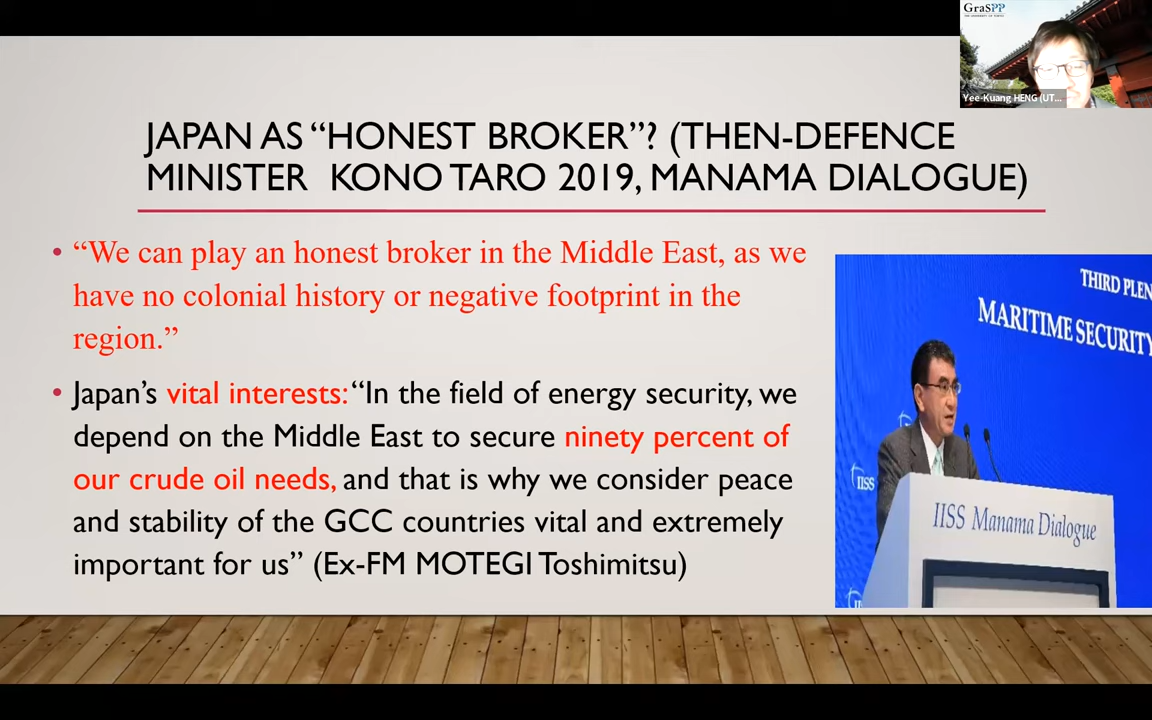 GraSPP
THE UNIVERSITY OF TOKYO
Yee-Kuang HENG (UT...
JAPAN AS “HONEST BROKER”? (THEN-DEFENCE
MINISTER KONO TARO 2019, MANAMA DIALOGUE)
• “We can play an honest broker in the Middle East, as we
have no colonial history or negative footprint in the
region.”
• Japan’s vital interests: “In the field of energy security, we
depend on the Middle East to secure ninety percent of
our crude oil needs, and that is why we consider peace
and stability of the GCC countries vital and extremely
important for us” (Ex-FM MOTEGI Toshimitsu)
THIRD PLEN
MARITIME SECURITY
IISS
IISS Manama Dialogue